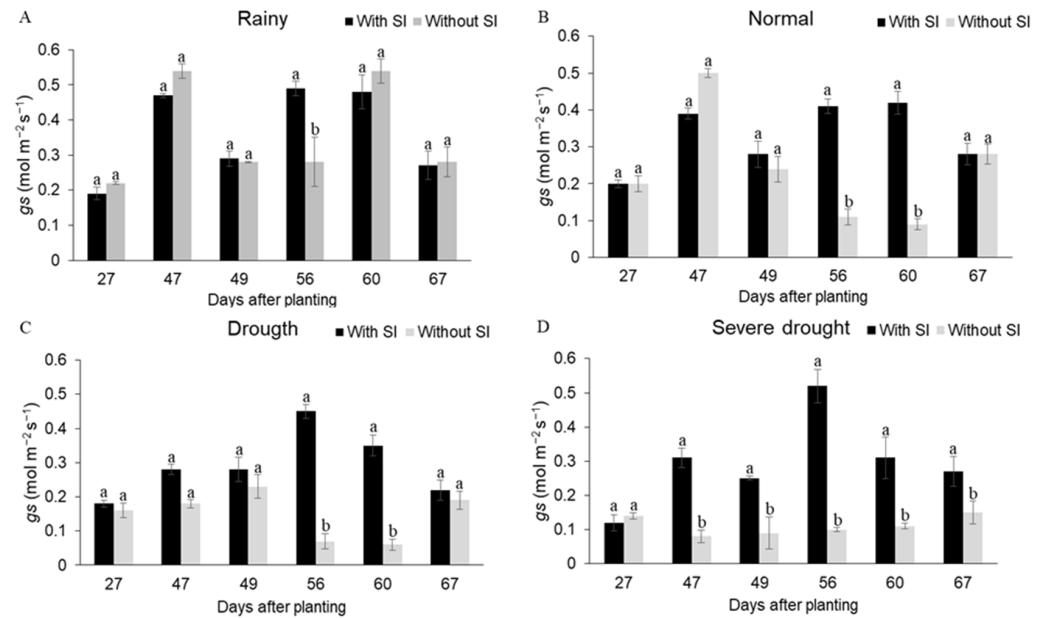 A
Rainy
With SI
Without SI
gs (mol m⁻² s⁻¹)
0.6
0.5
0.4
0.3
0.2
0.1
0
a a a a a a a b a a a a
27 47 49 56 60 67
Days after planting
B
Normal
With SI
Without SI
gs (mol m⁻² s⁻¹)
0.6
0.5
0.4
0.3
0.2
0.1
0
a a a a a a a b a b a a
27 47 49 56 60 67
Days after planting
C
Drougth
With SI
Without SI
gs (mol m⁻² s⁻¹)
0.6
0.5
0.4
0.3
0.2
0.1
0
a a a a a a a b a b a a
27 47 49 56 60 67
Days after planting
D
Severe drought
With SI
Without SI
gs (mol m⁻² s⁻¹)
0.6
0.5
0.4
0.3
0.2
0.1
0
a a a b a b a b a b a b
27 47 49 56 60 67
Days after planting